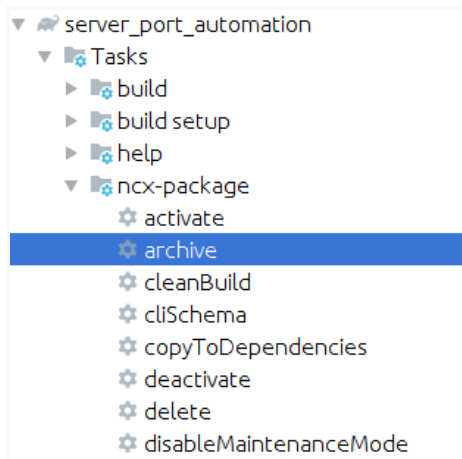 server_port_automation
Tasks
build
build setup
help
ncx-package
activate
archive
cleanBuild
cliSchema
copyToDependencies
deactivate
delete
disableMaintenanceMode